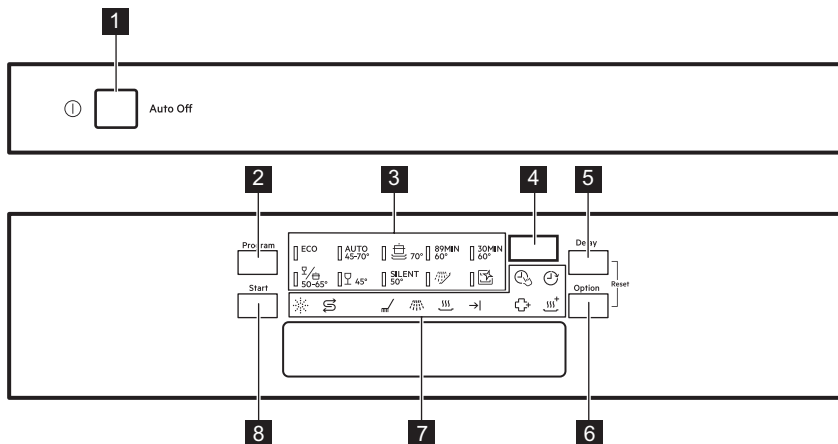 1
Auto Off
2
3
4
5
Program
ECO
AUTO
45-70°
70°
89MIN
60°
30MIN
60°
Delay
50-65°
45°
SILENT
50°
Reset
Start
Option
8
7
6